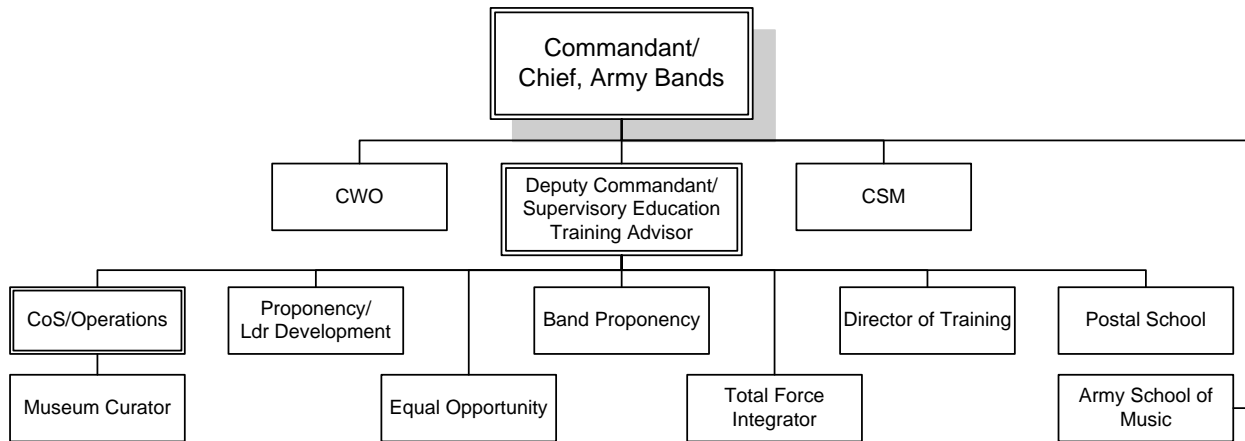 Commandant/
Chief, Army Bands
CWO
Deputy Commandant/
Supervisory Education
Training Advisor
CSM
CoS/Operations
Proponency/
Ldr Development
Band Proponency
Director of Training
Postal School
Museum Curator
Equal Opportunity
Total Force
Integrator
Army School of
Music